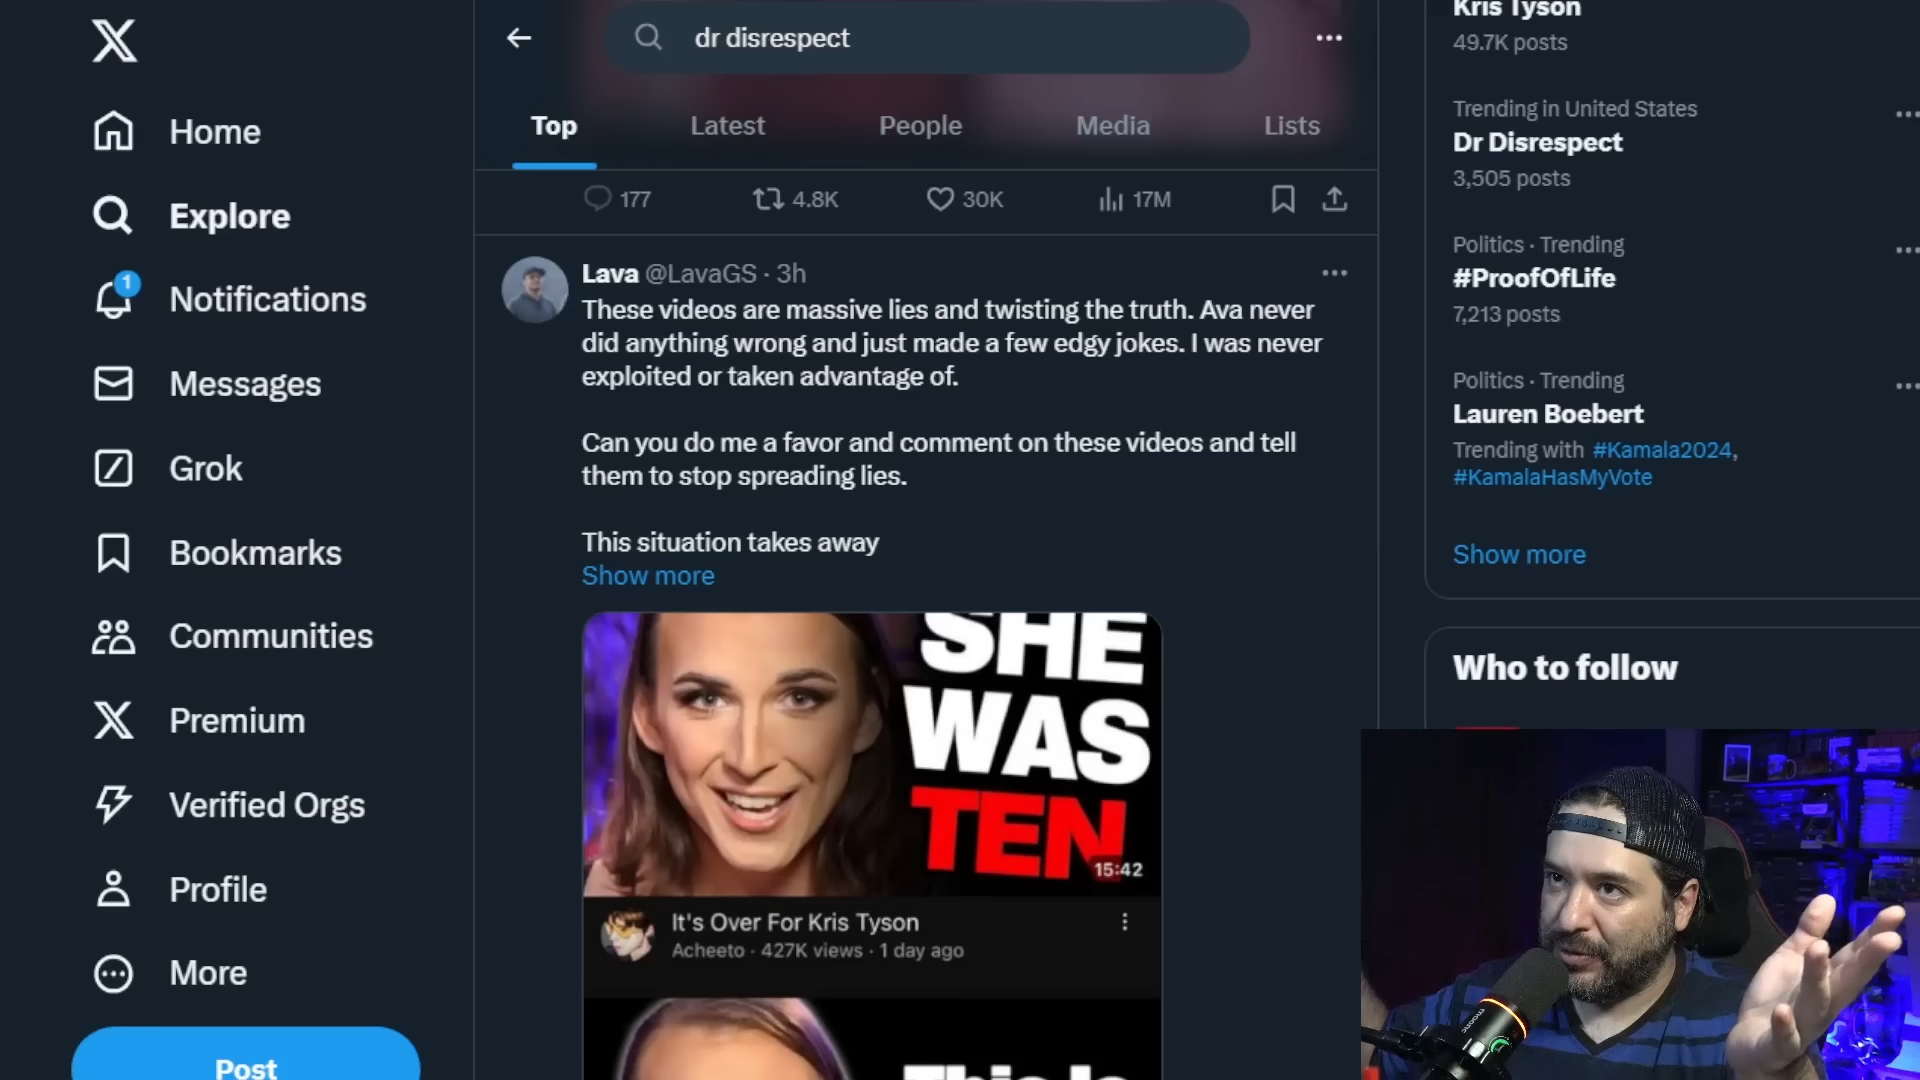 dr disrespect
Top
Latest
People
Media
Lists
177
4.8K
30K
17M
Home
Explore
1
Notifications
Messages
Grok
Bookmarks
Communities
Premium
Verified Orgs
Profile
More
Post
Lava @LavaGS · 3h
These videos are massive lies and twisting the truth. Ava never
did anything wrong and just made a few edgy jokes. I was never
exploited or taken advantage of.
Can you do me a favor and comment on these videos and tell
them to stop spreading lies.
This situation takes away
Show more
SHE
WAS
TEN
15:42
It's Over For Kris Tyson
Acheeto · 427K views · 1 day ago
This Is
Kris Tyson
49.7K posts
Trending in United States
Dr Disrespect
3,505 posts
Politics · Trending
#ProofOfLife
7,213 posts
Politics · Trending
Lauren Boebert
Trending with #Kamala2024,
#KamalaHasMyVote
Show more
Who to follow
maono